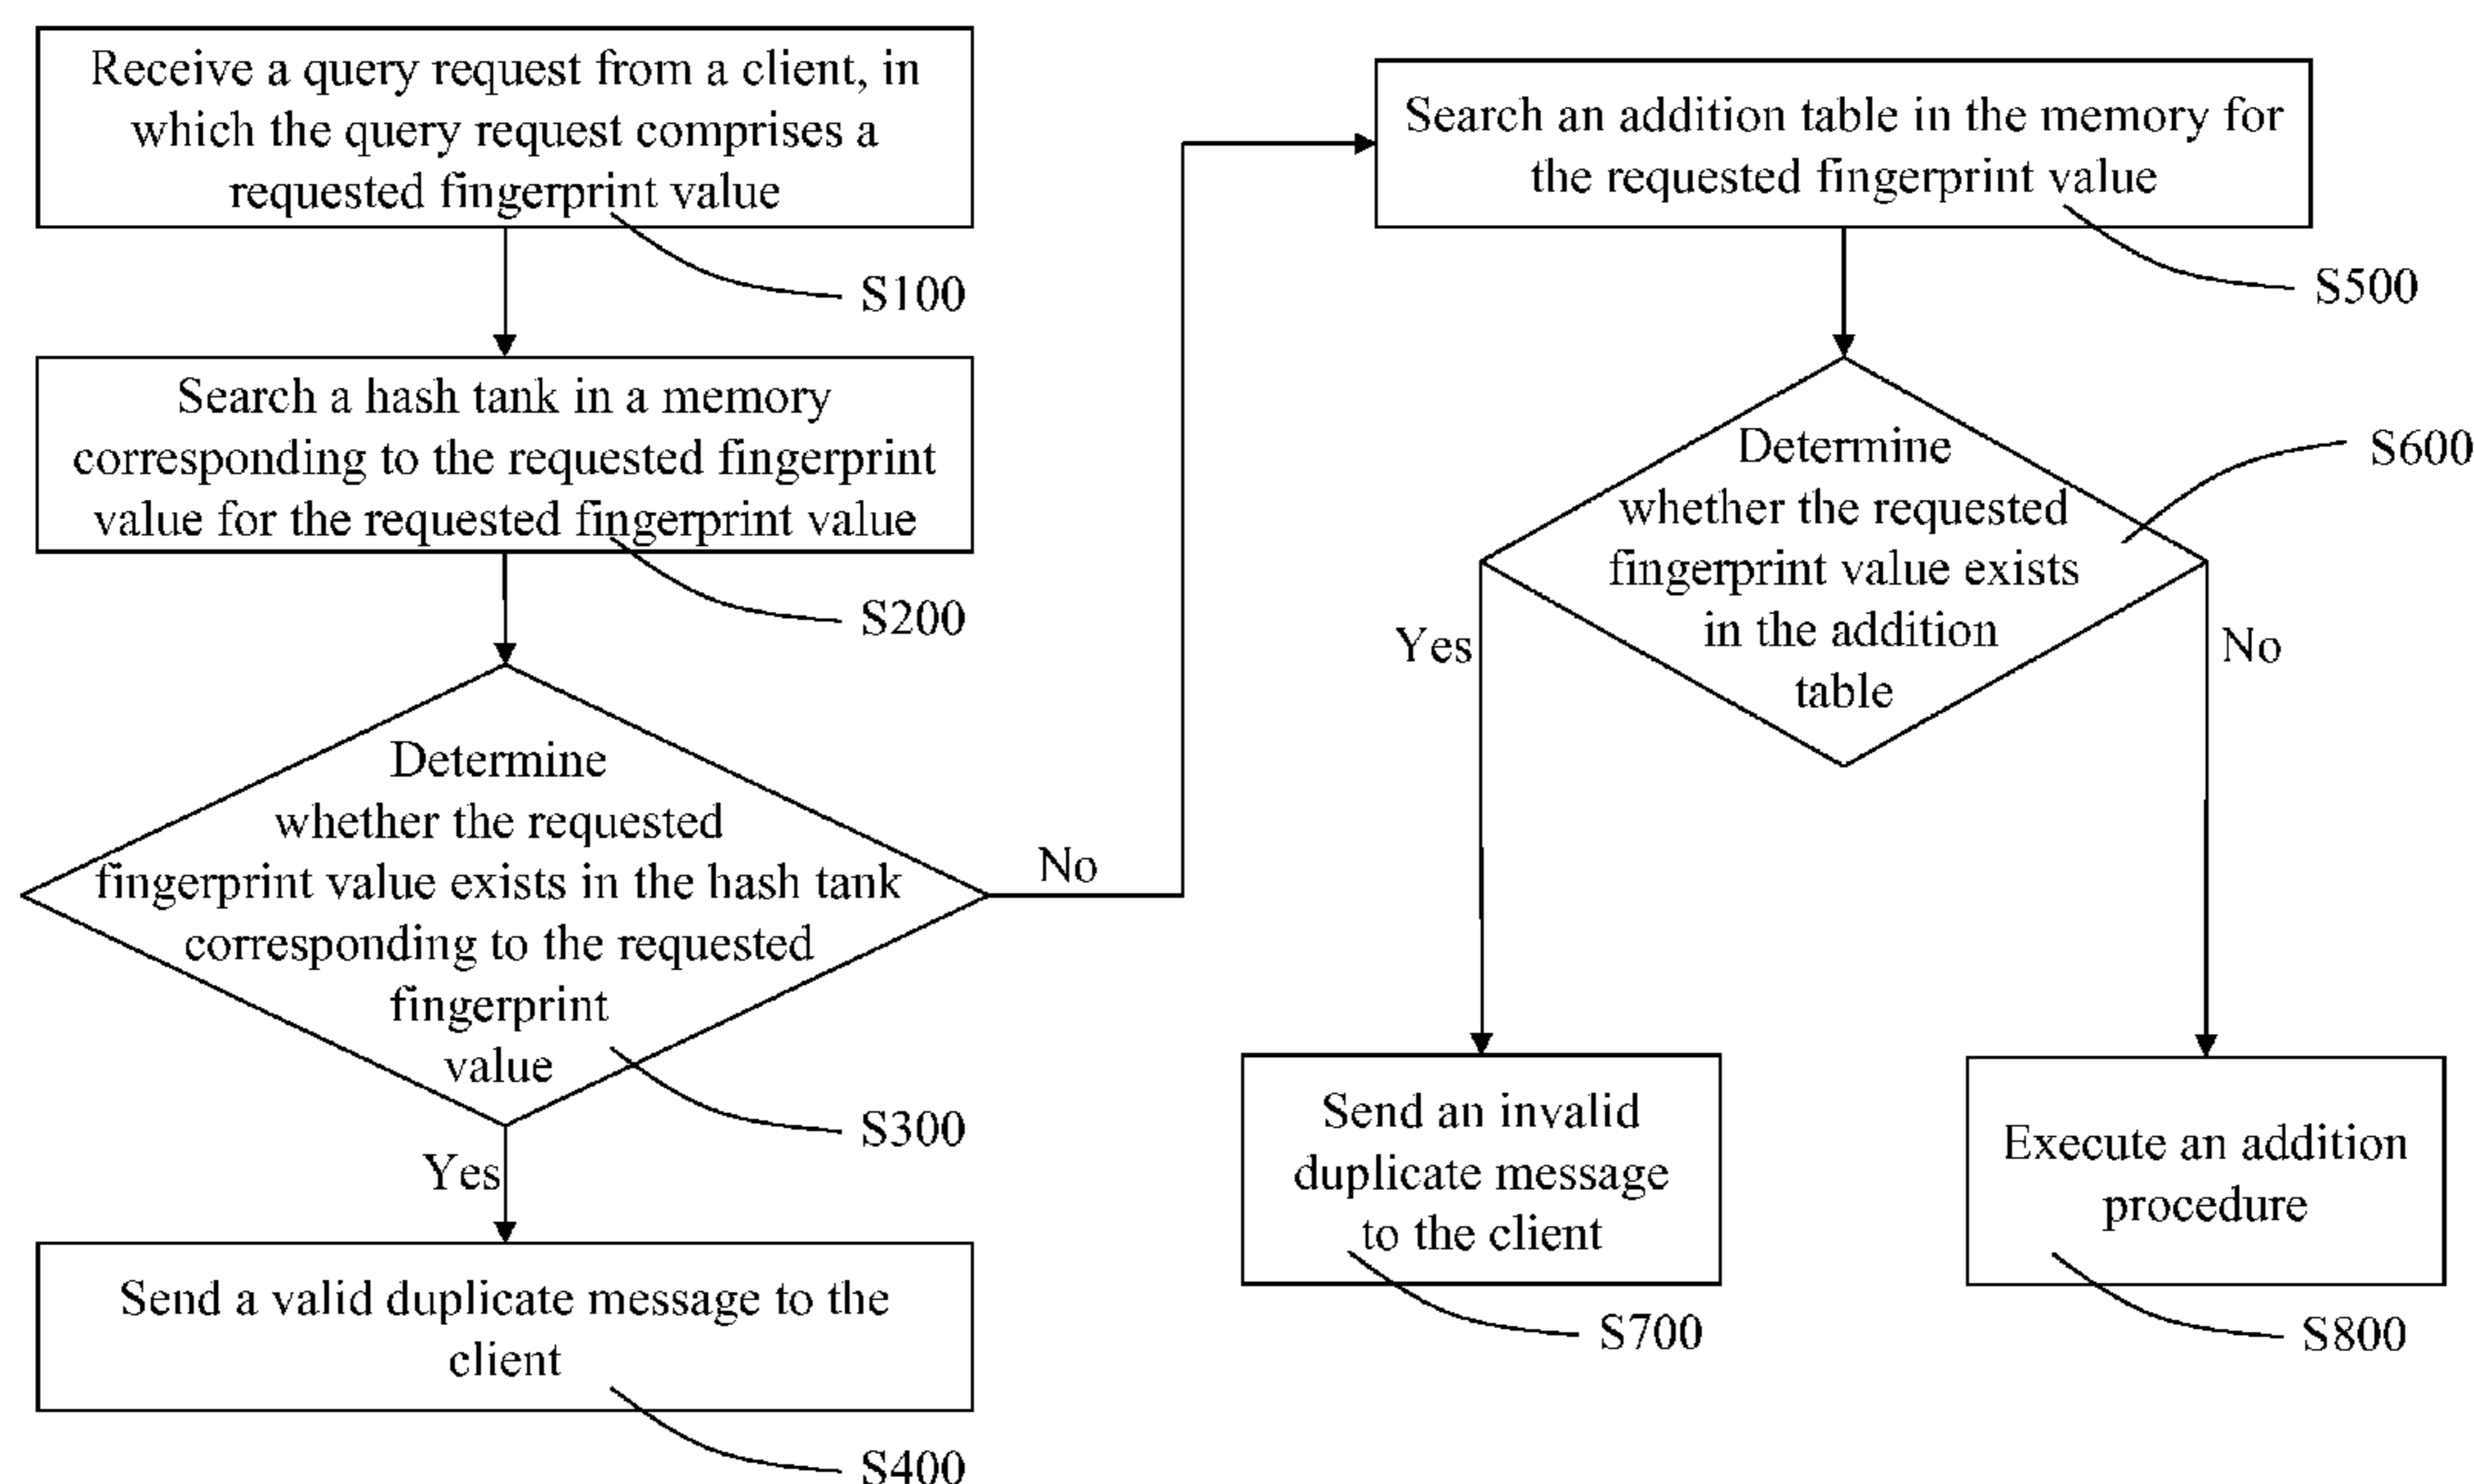 Receive a query request from a client, in
which the query request comprises a
requested fingerprint value
S100
Search a hash tank in a memory
corresponding to the requested fingerprint
value for the requested fingerprint value
S200
Determine
whether the requested
fingerprint value exists in the hash tank
corresponding to the requested
fingerprint
value
S300
No
Yes
Send a valid duplicate message to the
client
S400
Search an addition table in the memory for
the requested fingerprint value
S500
Determine
whether the requested
fingerprint value exists
in the addition
table
S600
Yes
No
Send an invalid
duplicate message
to the client
S700
Execute an addition
procedure
S800